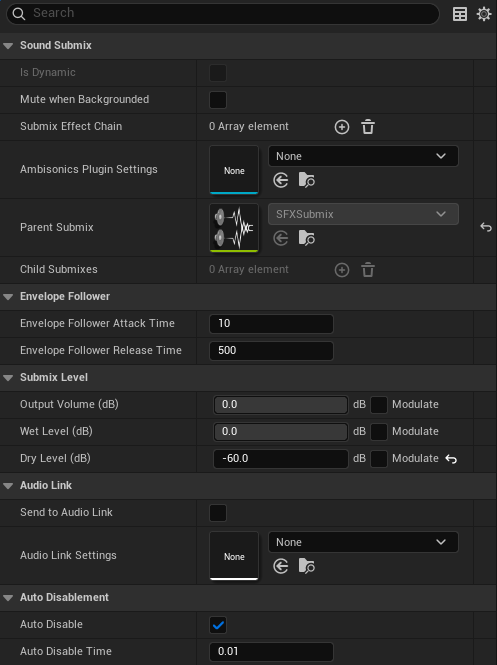 Search
Sound Submix
Is Dynamic
Mute when Backgrounded
Submix Effect Chain 0 Array element
Ambisonics Plugin Settings None None
Parent Submix SFXSubmix
Child Submixes 0 Array element
Envelope Follower
Envelope Follower Attack Time 10
Envelope Follower Release Time 500
Submix Level
Output Volume (dB) 0.0 dB Modulate
Wet Level (dB) 0.0 dB Modulate
Dry Level (dB) -60.0 dB Modulate
Audio Link
Send to Audio Link
Audio Link Settings None None
Auto Disablement
Auto Disable
Auto Disable Time 0.01